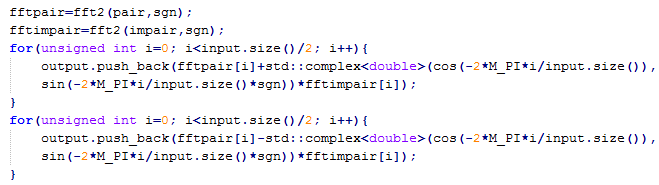 fftpair=fft2(pair,sgn);
fftimpair=fft2(impair,sgn);
for(unsigned int i=0; i<input.size()/2; i++){
output.push_back(fftpair[i]+std::complex<double>(cos(-2*M_PI*i/input.size()),
sin(-2*M_PI*i/input.size()*sgn))*fftimpair[i]);
}
for(unsigned int i=0; i<input.size()/2; i++){
output.push_back(fftpair[i]-std::complex<double>(cos(-2*M_PI*i/input.size()),
sin(-2*M_PI*i/input.size()*sgn))*fftimpair[i]);
}